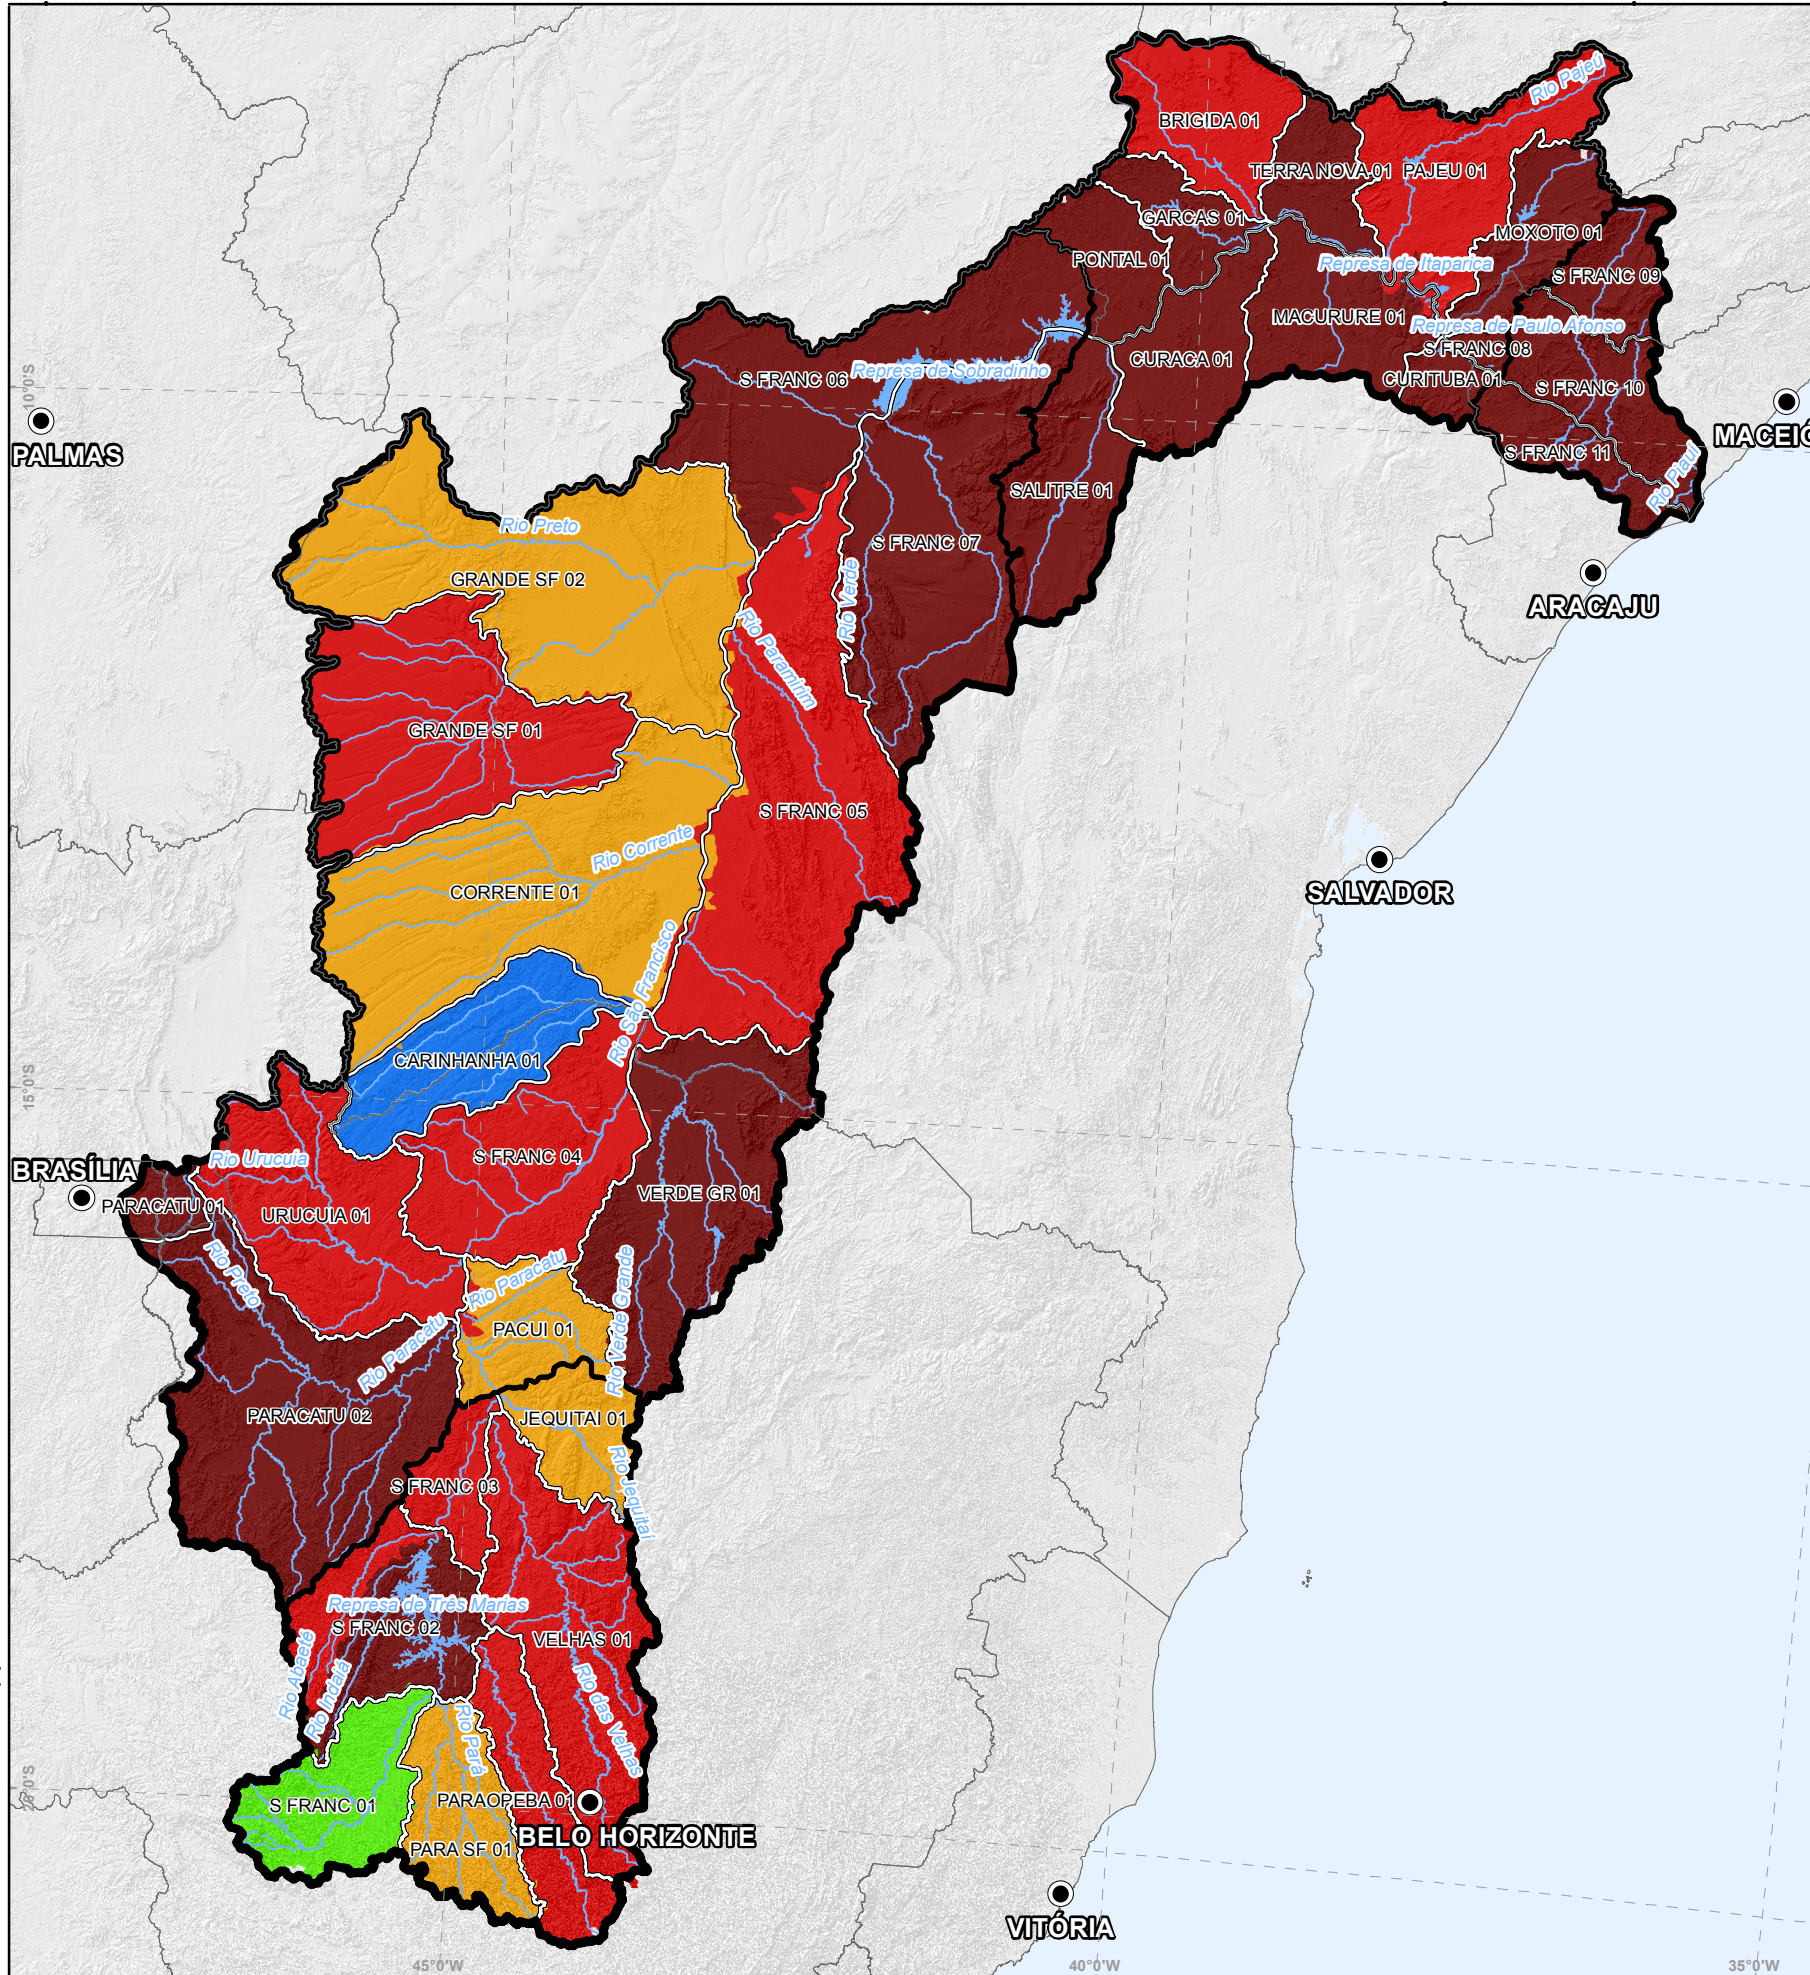 Rio Pajeú
BRIGIDA 01
TERRA NOVA 01
PAJEU 01
GARCAS 01
MOXOTO 01
PONTAL 01
Represa de Itaparica
S FRANC 09
MACURURE 01
Represa de Paulo Afonso
S FRANC 08
CURACA 01
Represa de Sobradinho
S FRANC 06
CURITUBA 01
S FRANC 10
10°0'S
PALMAS
MACEIÓ
S FRANC 11
Rio Piauí
SALITRE 01
Rio Preto
S FRANC 07
GRANDE SF 02
Rio Verde
ARACAJU
Rio Paramirim
GRANDE SF 01
S FRANC 05
Rio Corrente
CORRENTE 01
SALVADOR
Rio São Francisco
CARINHANHA 01
15°0'S
Rio Urucuia
S FRANC 04
BRASÍLIA
PARACATU 01
URUCUIA 01
VERDE GR 01
Rio Preto
Rio Paracatu
Rio Verde Grande
PACUI 01
Rio Paracatu
PARACATU 02
JEQUITAI 01
S FRANC 03
Rio Jequitaí
Represa de Três Marias
S FRANC 02
VELHAS 01
Rio Abaeté
Rio Indaiá
Rio das Velhas
Rio Pará
20°0'S
S FRANC 01
PARAOPEBA 01
BELO HORIZONTE
PARA SF 01
VITÓRIA
45°0'W
40°0'W
35°0'W